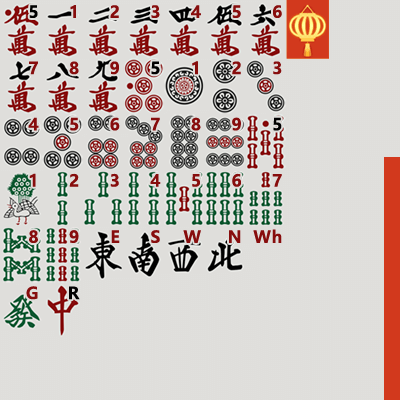 伍5 一1 二2 三3 四4 伍5 六6
萬 萬 萬 萬 萬 萬 萬
七7 八8 九9 5 1 2 3
萬 萬 萬
4 5 6 7 8 9 5
1 2 3 4 5 6 7
8 9 E S W N Wh
東 南 西 北
G R
發 中